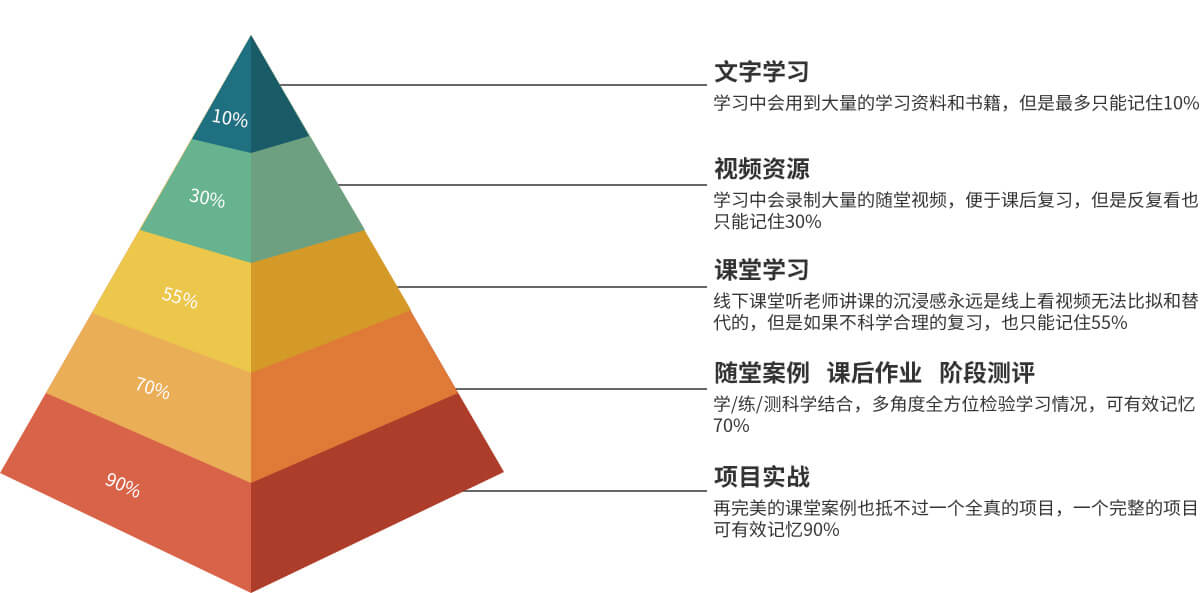 文字学习
学习中会用到大量的学习资料和书籍，但是最多只能记住10%
10%
视频资源
学习中会录制大量的随堂视频，便于课后复习，但是反复看也
只能记住30%
30%
课堂学习
线下课堂听老师讲课的沉浸感永远是线上看视频无法比拟和替
代的，但是如果不科学合理的复习，也只能记住55%
55%
随堂案例 课后作业 阶段测评
学/练/测科学结合，多角度全方位检验学习情况，可有效记忆
70%
70%
项目实战
再完美的课堂案例也抵不过一个全真的项目，一个完整的项目
可有效记忆90%
90%